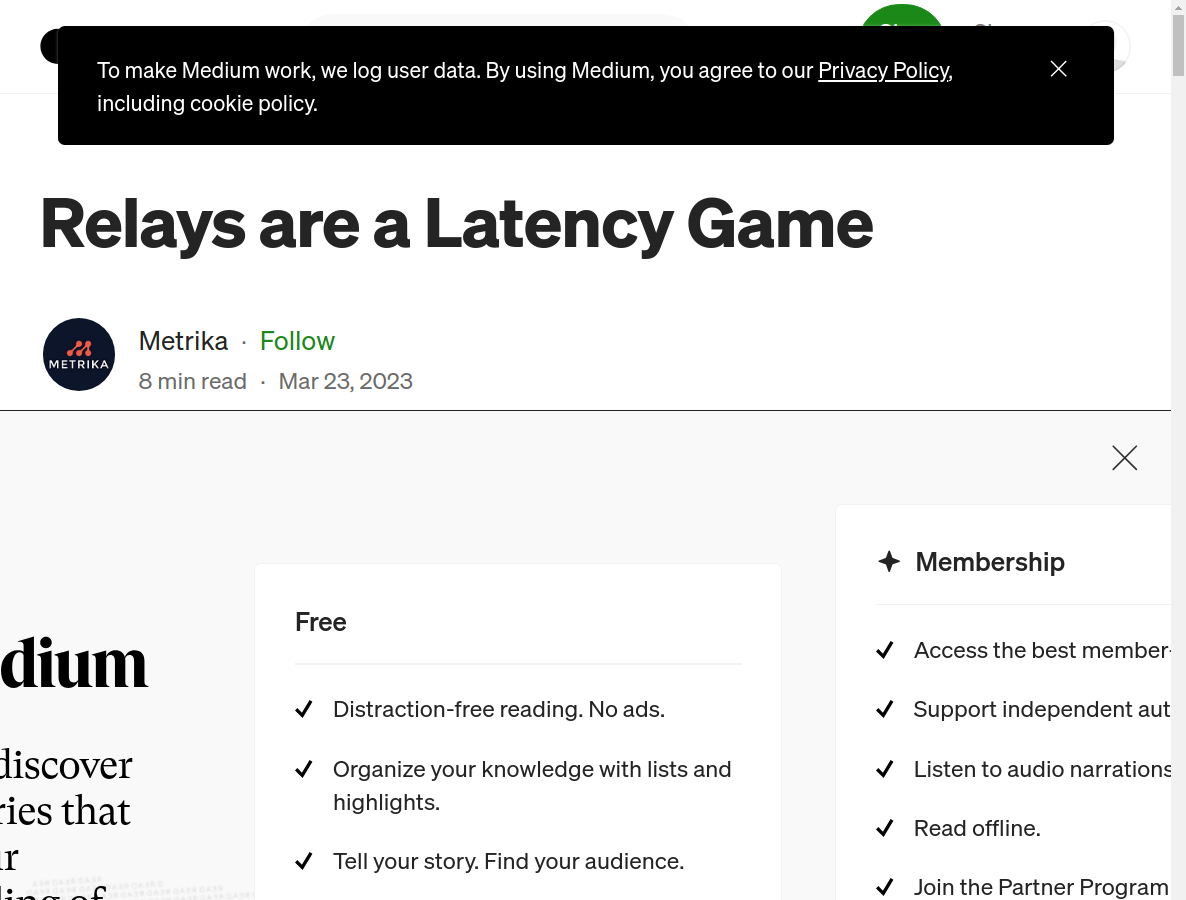 To make Medium work, we log user data. By using Medium, you agree to our Privacy Policy,
including cookie policy.
Relays are a Latency Game
METRIKA
Metrika · Follow
8 min read · Mar 23, 2023
dium
discover
ries that
ur
ling of
Free
Distraction-free reading. No ads.
Organize your knowledge with lists and
highlights.
Tell your story. Find your audience.
Membership
Access the best member-
Support independent aut
Listen to audio narrations
Read offline.
Join the Partner Program